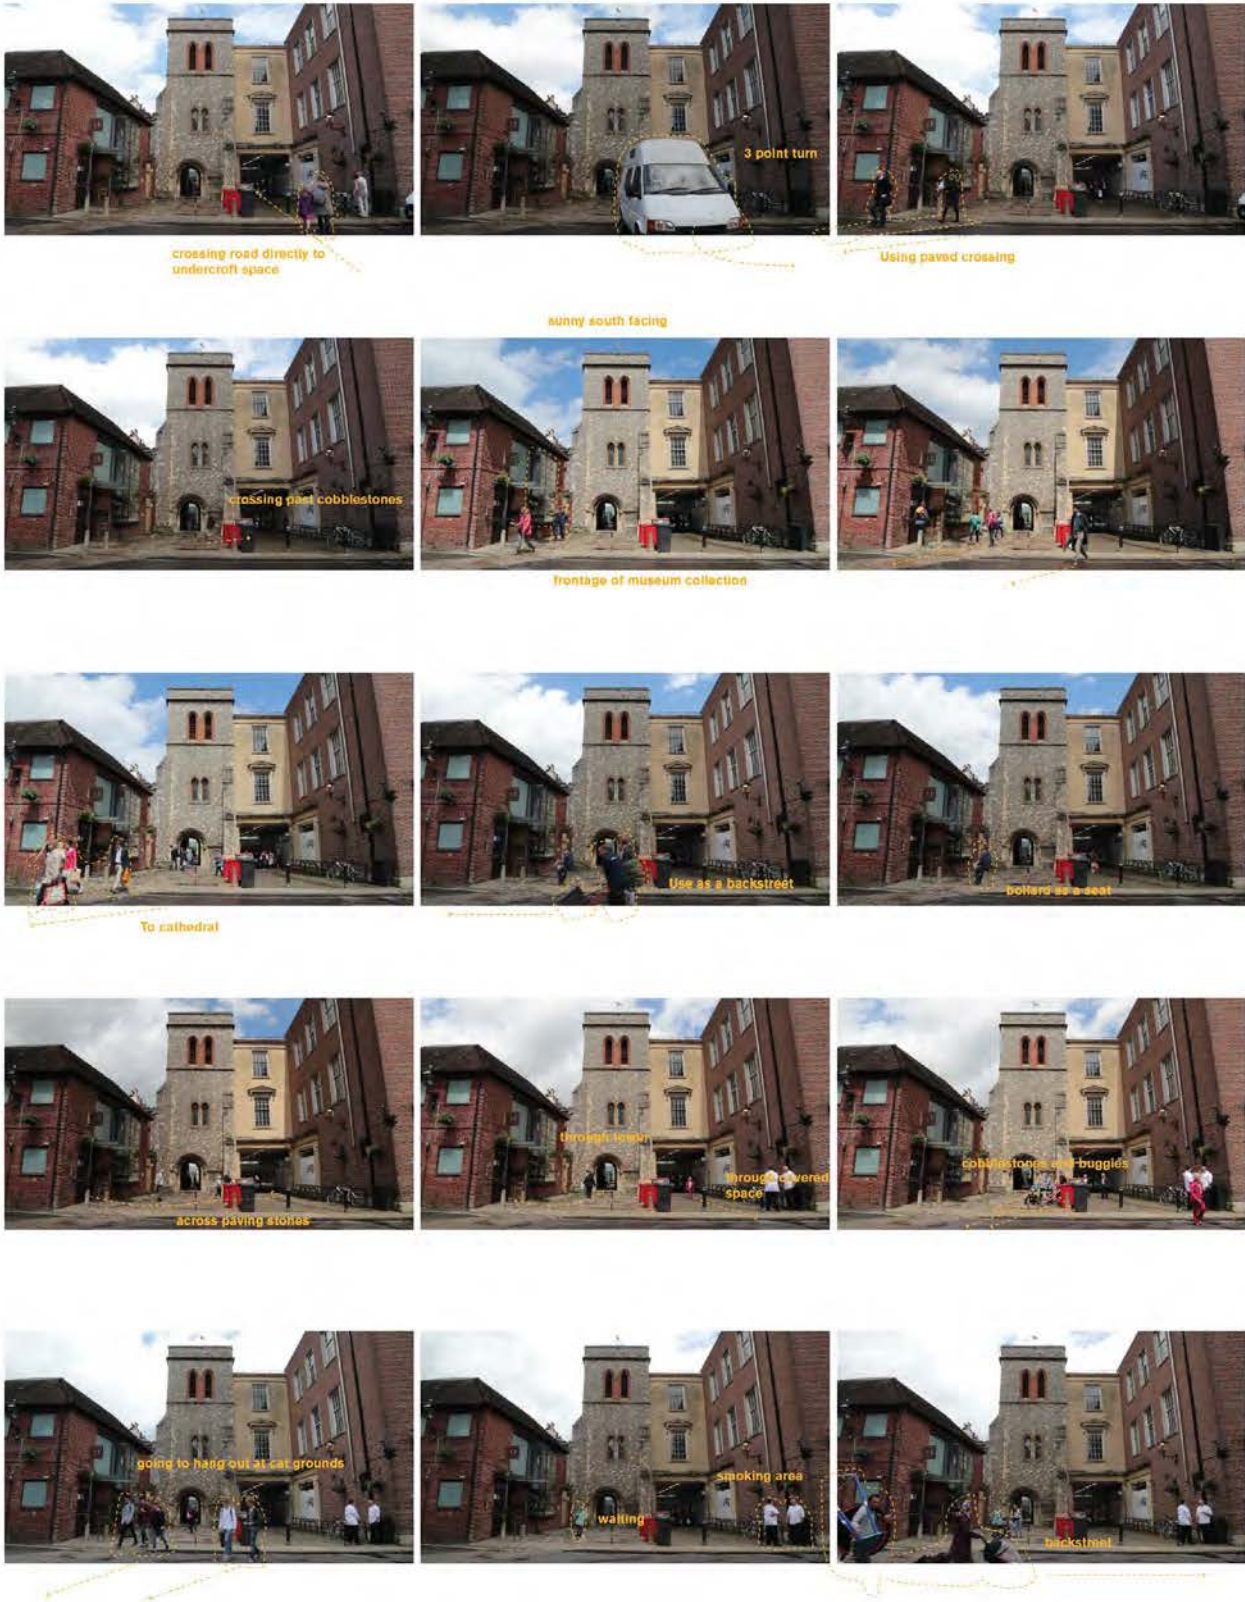 3 point turn
crossing road directly to
undercroft space
Using paved crossing
sunny south facing
crossing past cobblestones
frontage of museum collection
Use as a backstreet
bollard as a seat
To cathedral
through tower
through covered
space
cobblestones and buggies
across paving stones
going to hang out at cat grounds
smoking area
waiting
backstreet